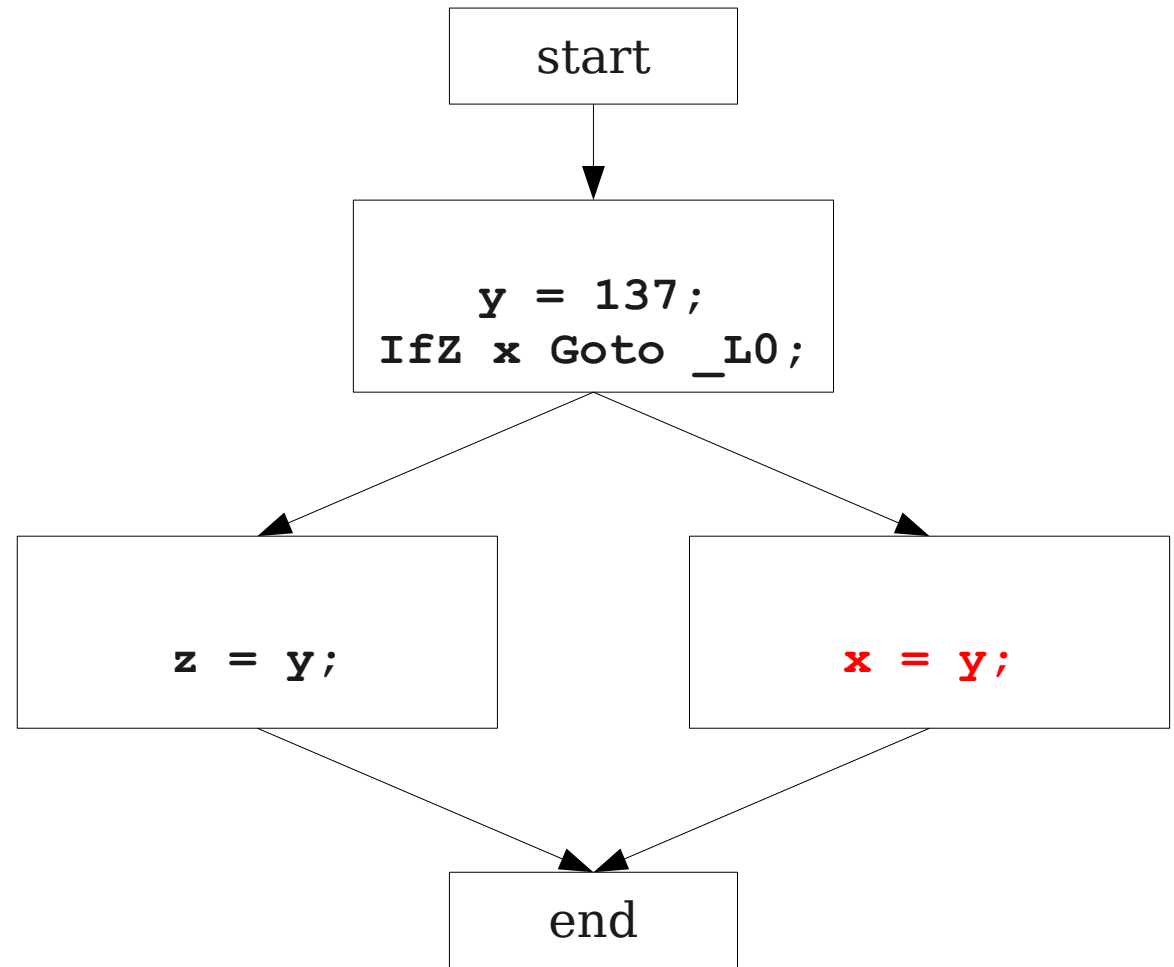 start
y = 137;
IfZ x Goto _L0;
z = y;
x = y;
end